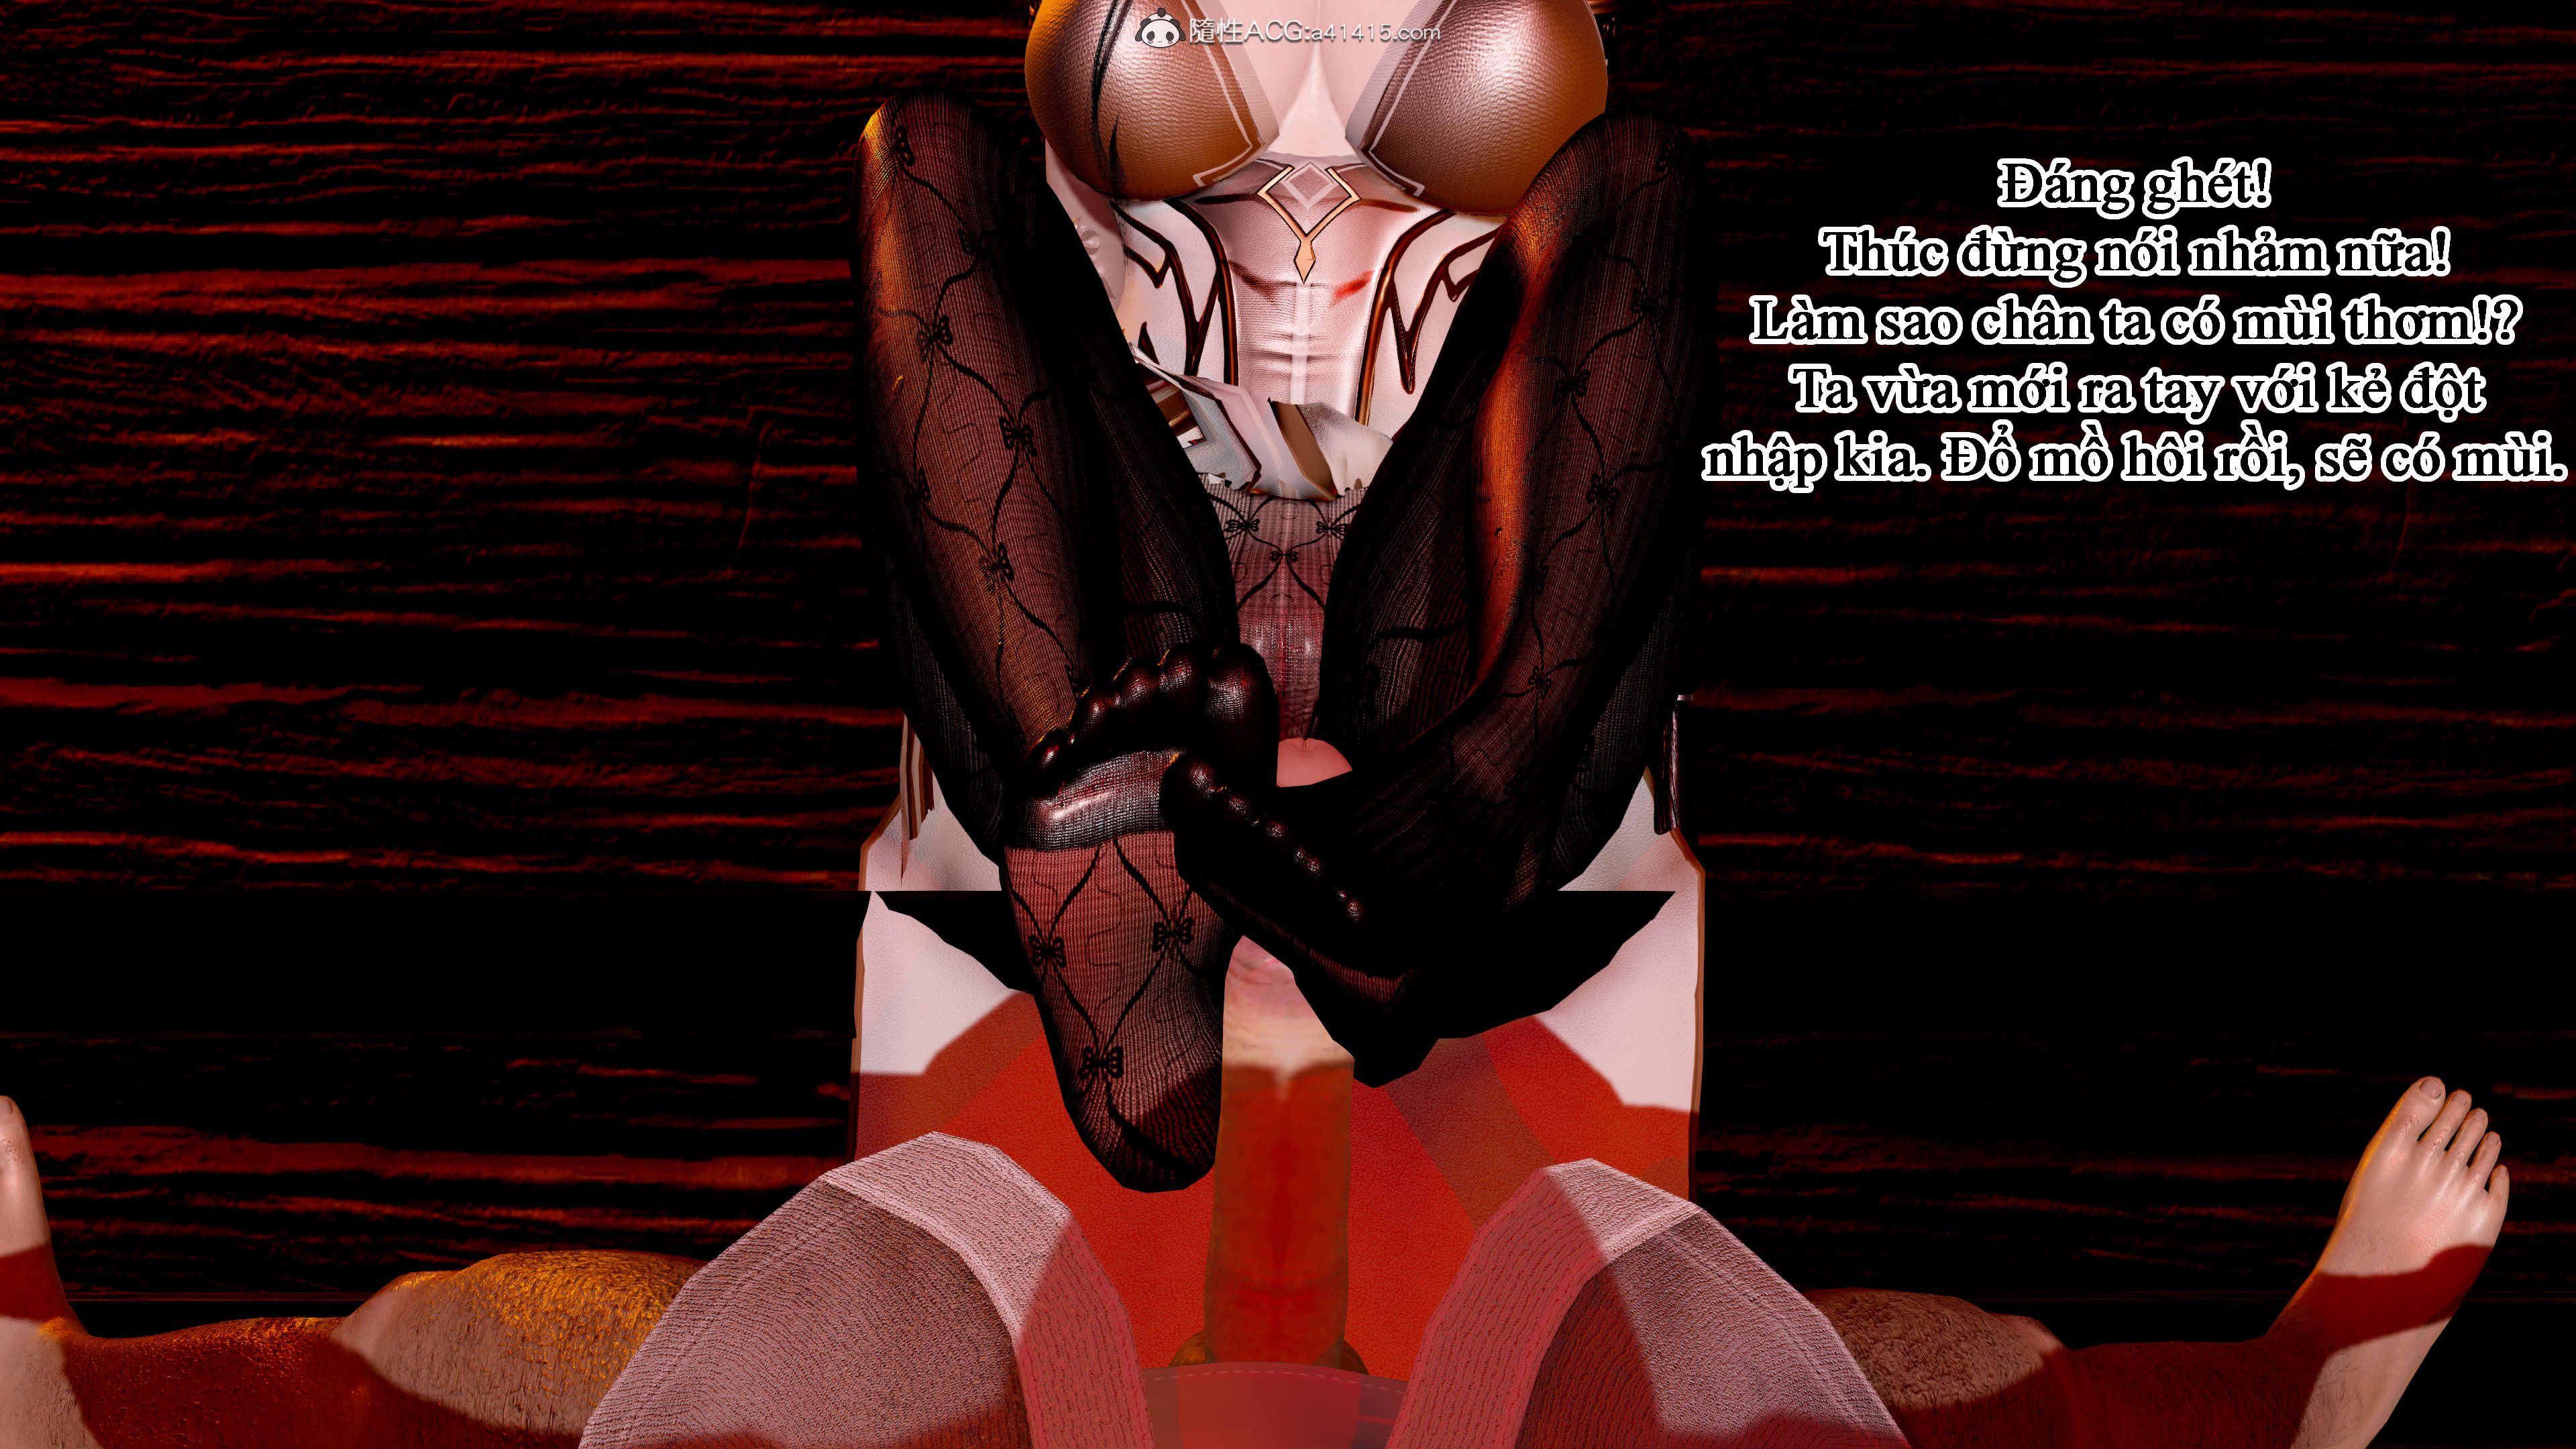 隨性ACG:a41415.com
Đáng ghét!
Thúc đừng nói nhảm nữa!
Làm sao chân ta có mùi thơm!?
Ta vừa mới ra tay với kẻ đột
nhập kia. Đổ mồ hôi rồi, sẽ có mùi.